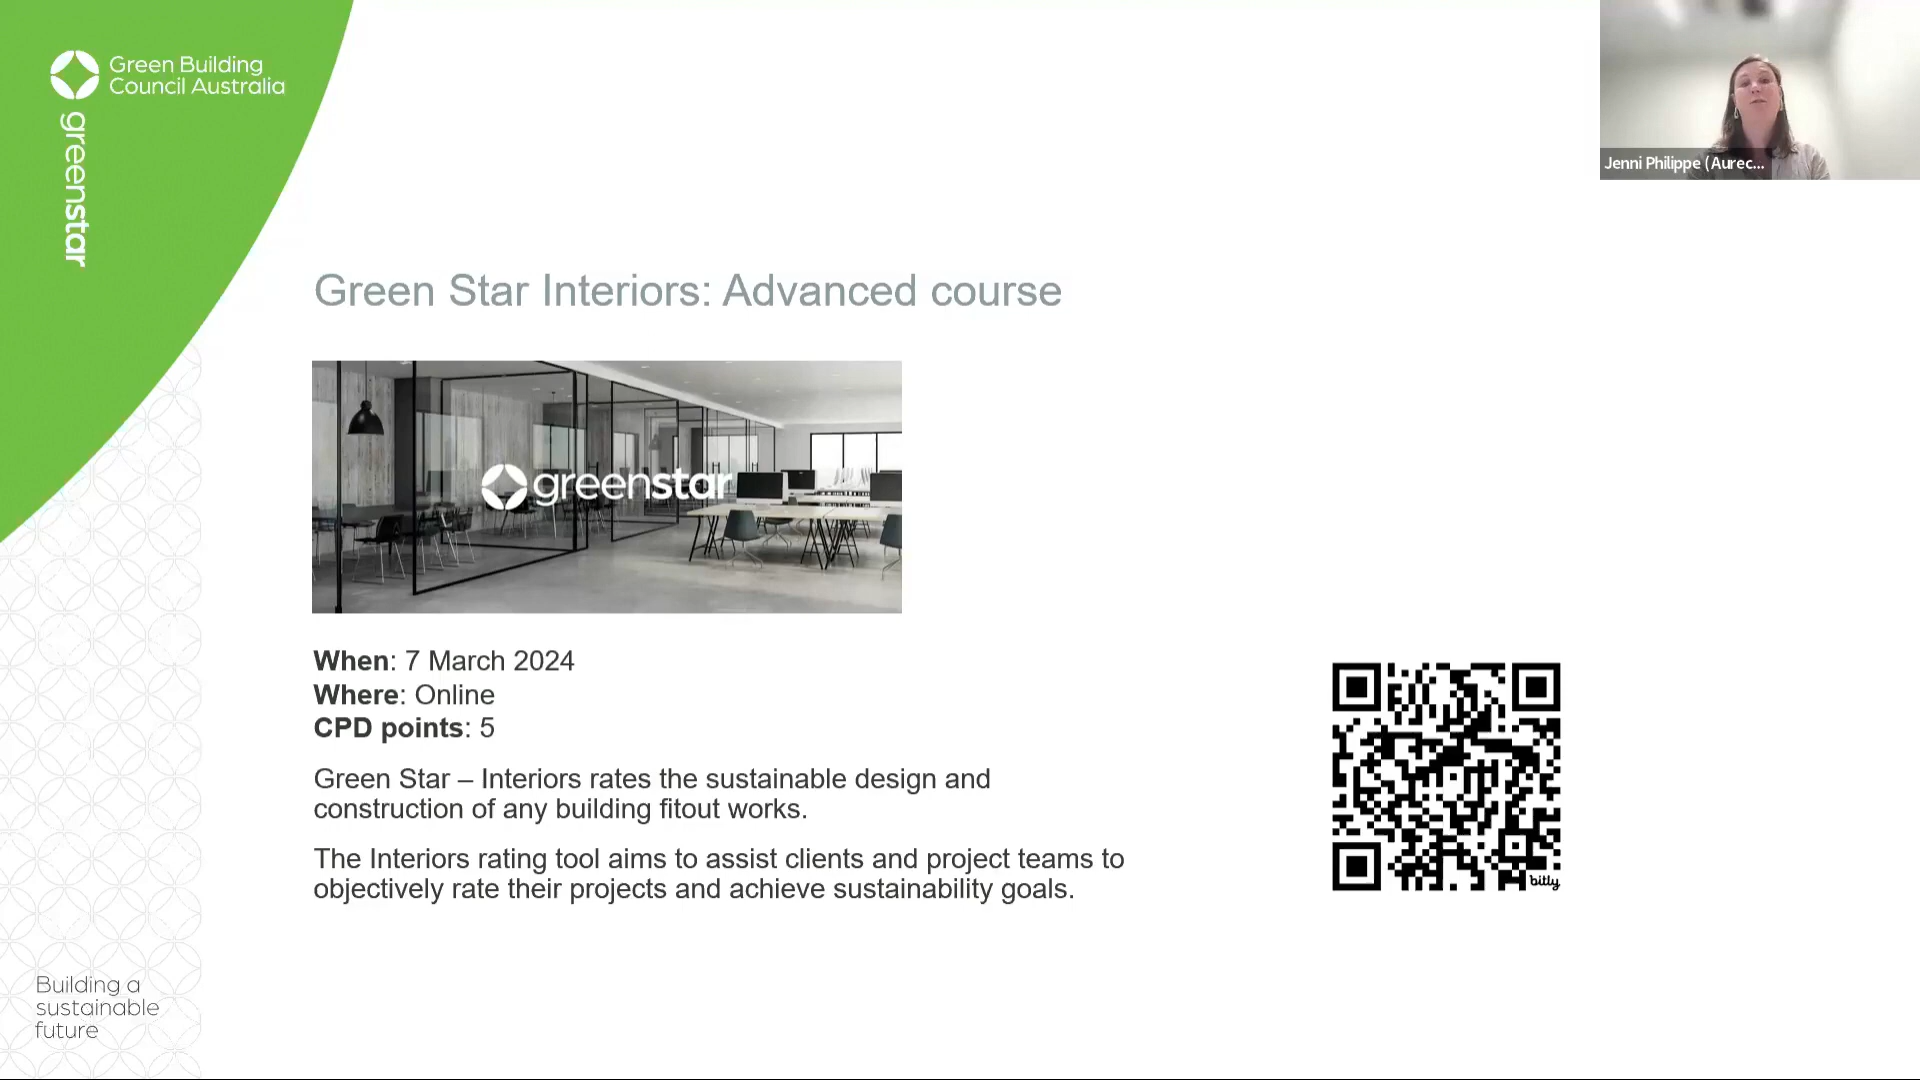 Green Building
Council Australia
greenstar
Jenni Philippe (Aurec...
Green Star Interiors: Advanced course
greenstar
When: 7 March 2024
Where: Online
CPD points: 5
Green Star – Interiors rates the sustainable design and
construction of any building fitout works.
The Interiors rating tool aims to assist clients and project teams to
objectively rate their projects and achieve sustainability goals.
bitly
Building a
sustainable
future